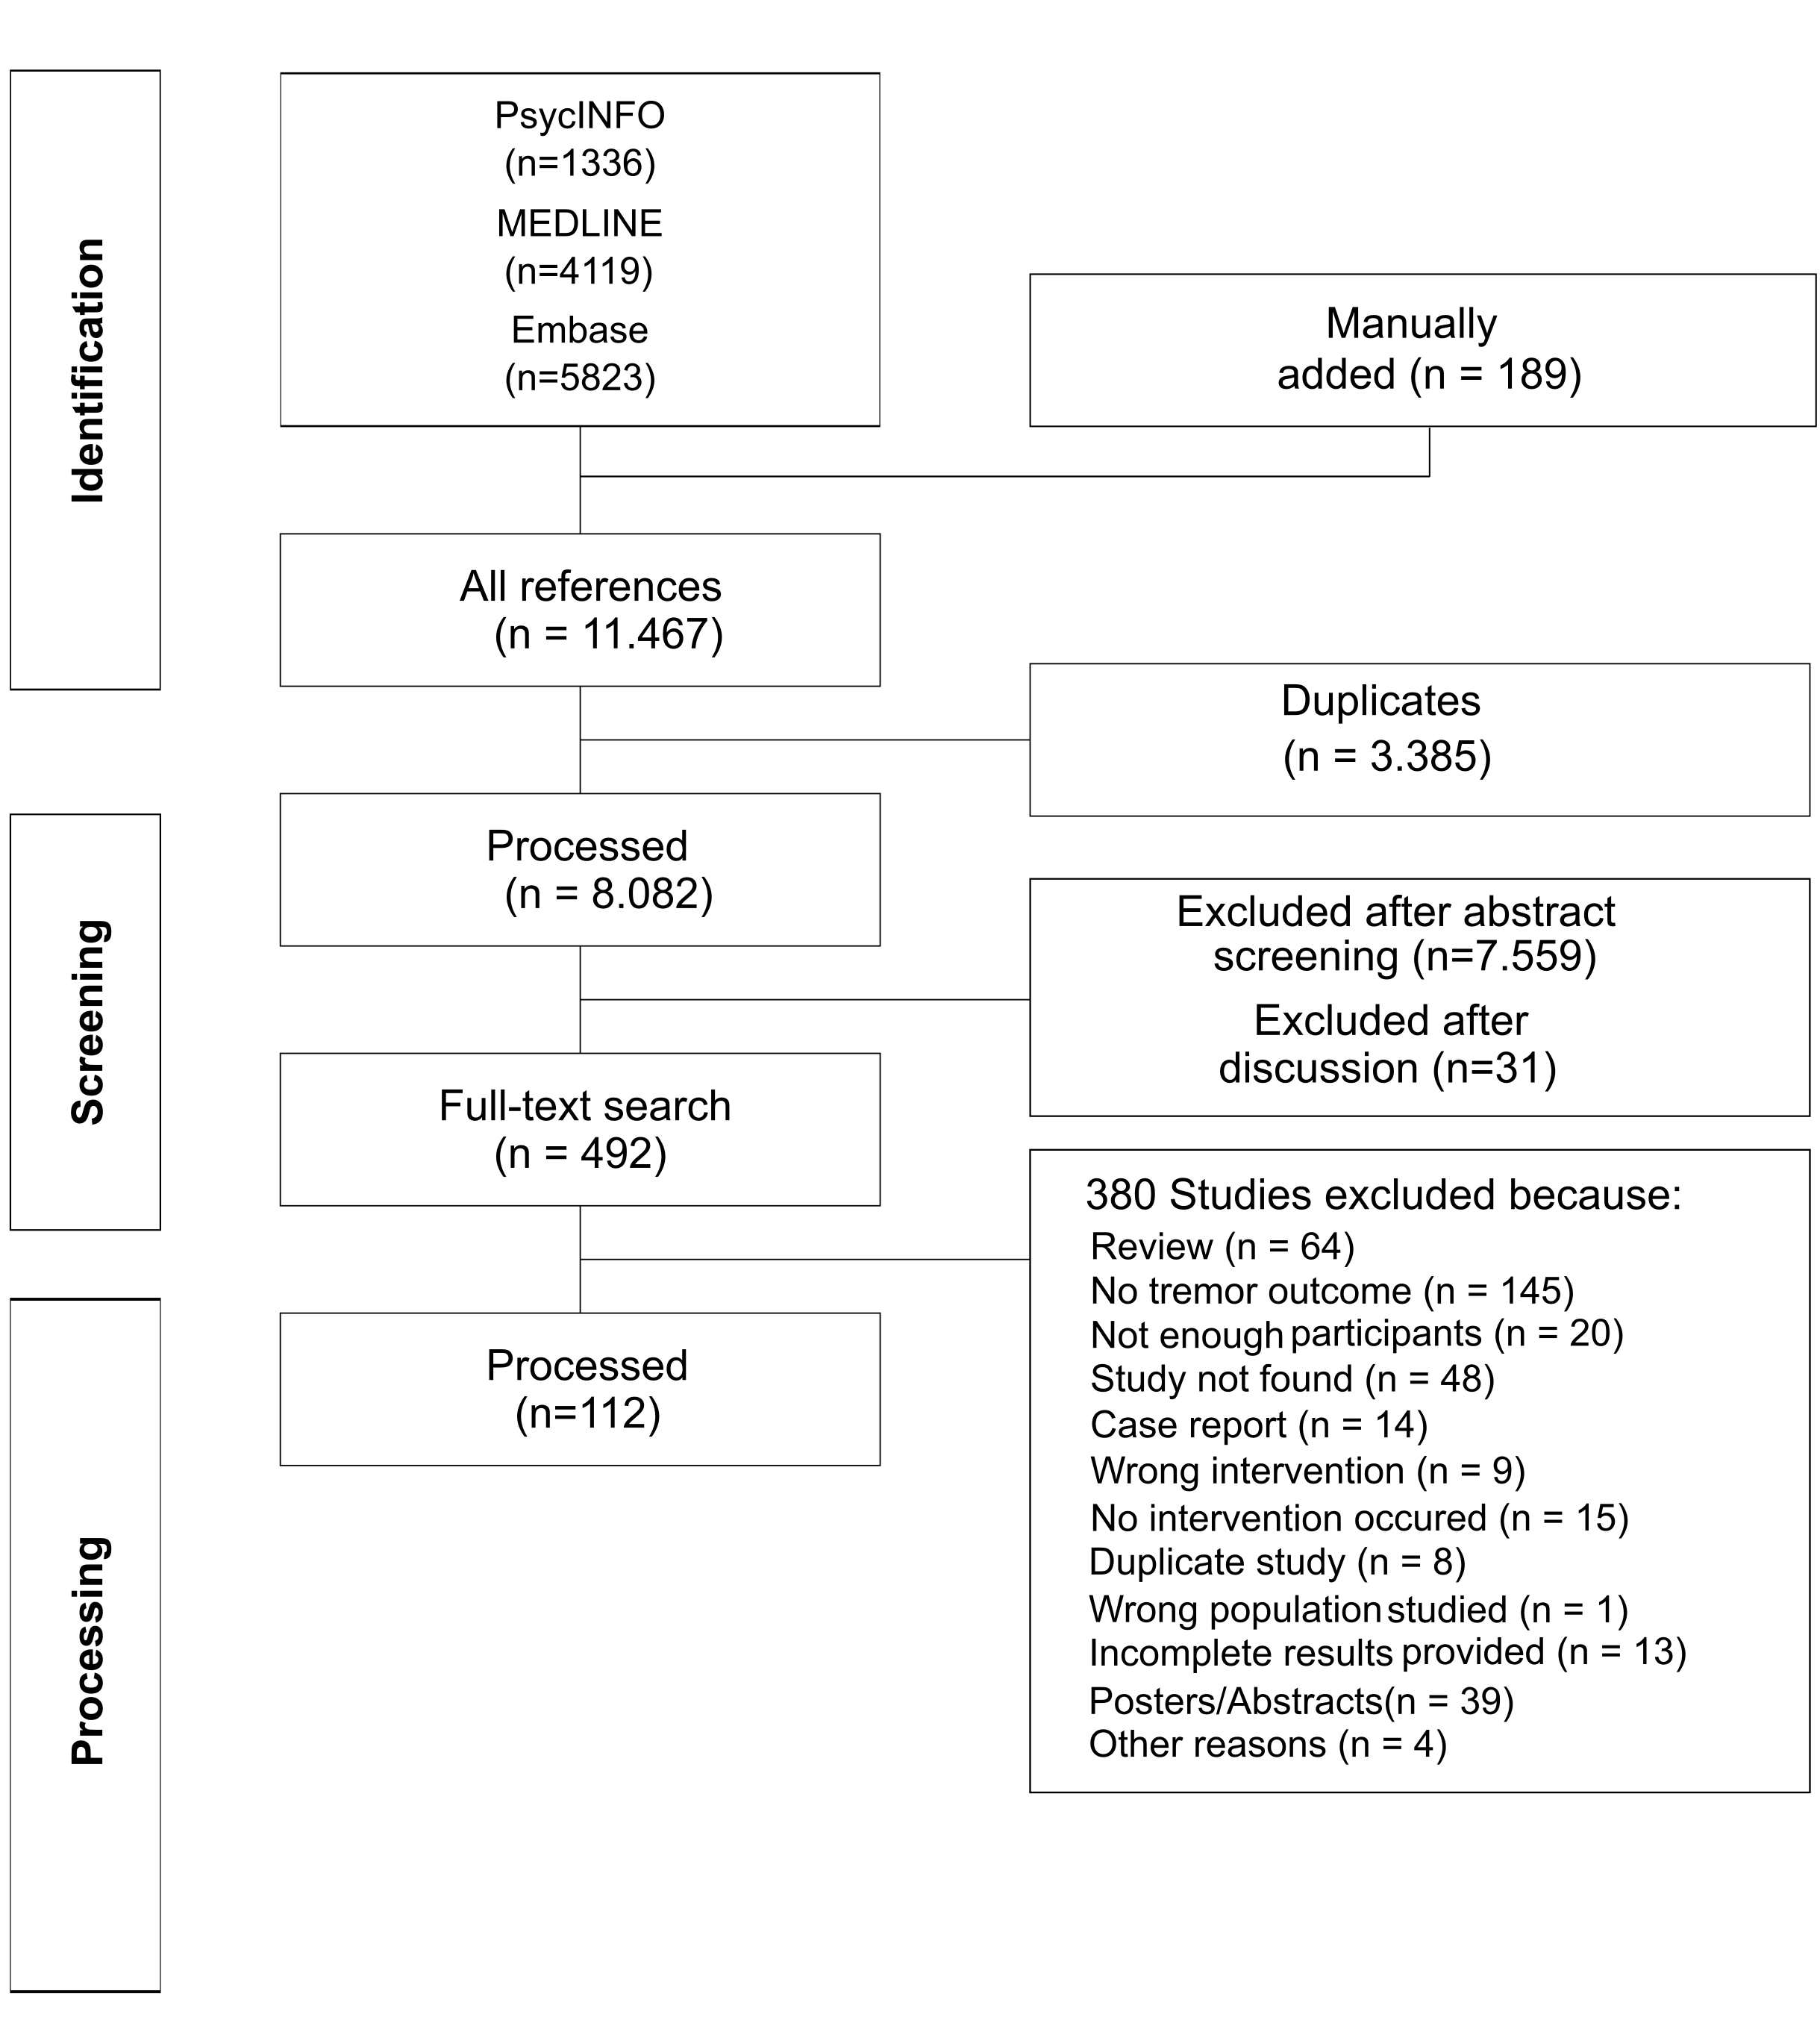 Identification
PsycINFO
(n=1336)
MEDLINE
(n=4119)
Embase
(n=5823)
Manually
added (n = 189)
All references
(n = 11.467)
Duplicates
(n = 3.385)
Screening
Processed
(n = 8.082)
Excluded after abstract
screening (n=7.559)
Excluded after
discussion (n=31)
Full-text search
(n = 492)
380 Studies excluded because:
Review (n = 64)
No tremor outcome (n = 145)
Not enough participants (n = 20)
Study not found (n = 48)
Case report (n = 14)
Wrong intervention (n = 9)
No intervention occured (n = 15)
Duplicate study (n = 8)
Wrong population studied (n = 1)
Incomplete results provided (n = 13)
Posters/Abstracts(n = 39)
Other reasons (n = 4)
Processing
Processed
(n=112)